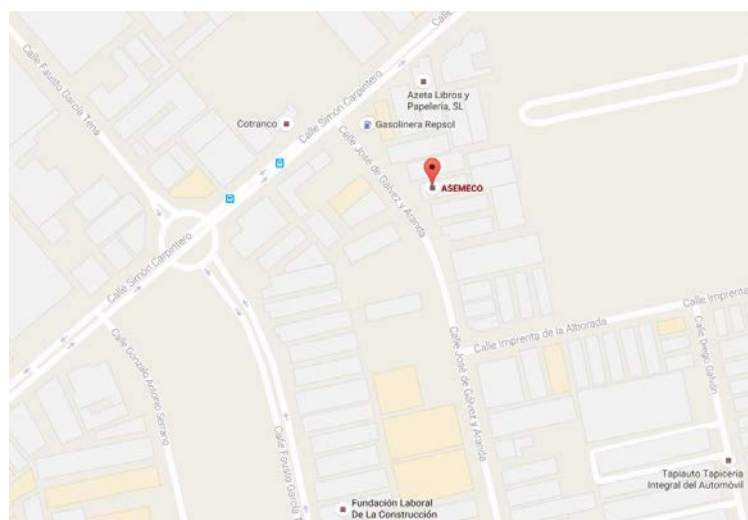 Calle Fausto García Tena
Calle Simón Carpintero
Azeta Libros y
Papelería, SL
Cotranco
Gasolinera Repsol
Calle José de Gálvez y Aranda
ASEMECO
Calle Simón Carpintero
Calle Gonzalo Antonio Serrano
Calle Imprenta de la Alborada
Calle Imprenta
Calle José de Gálvez y Aranda
Calle Diego Galván
Calle Fausto García T
Tapiauto Tapicería
Integral del Automóvil
Fundación Laboral
De La Construcción